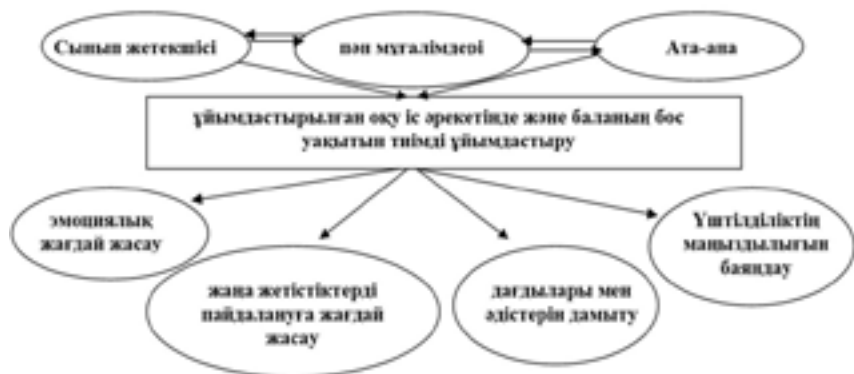 Сынып жетекшісі
пән мұғалімдері
Ата-ана
ұйымдастырылған оқу іс әрекетінде және баланың бос
уақытын тиімді ұйымдастыру
эмоциялық
жағдай жасау
жаңа жетістіктерді
пайдалануға жағдай
жасау
дағдылары мен
әдістерін дамыту
Үштілділіктің
маңыздылығын
баяндау